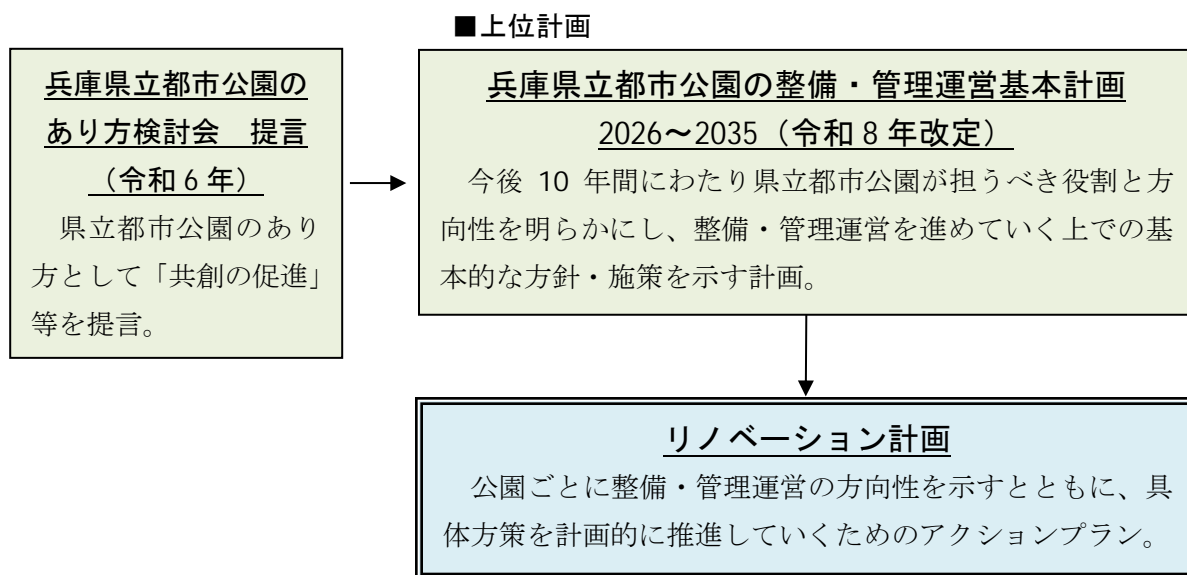 ■上位計画
兵庫県立都市公園の
あり方検討会　提言
（令和６年）
県立都市公園のあり
方として「共創の促進」
等を提言。
兵庫県立都市公園の整備・管理運営基本計画
2026～2035（令和８年改定）
今後 10 年間にわたり県立都市公園が担うべき役割と方
向性を明らかにし、整備・管理運営を進めていく上での基
本的な方針・施策を示す計画。
リノベーション計画
公園ごとに整備・管理運営の方向性を示すとともに、具
体方策を計画的に推進していくためのアクションプラン。